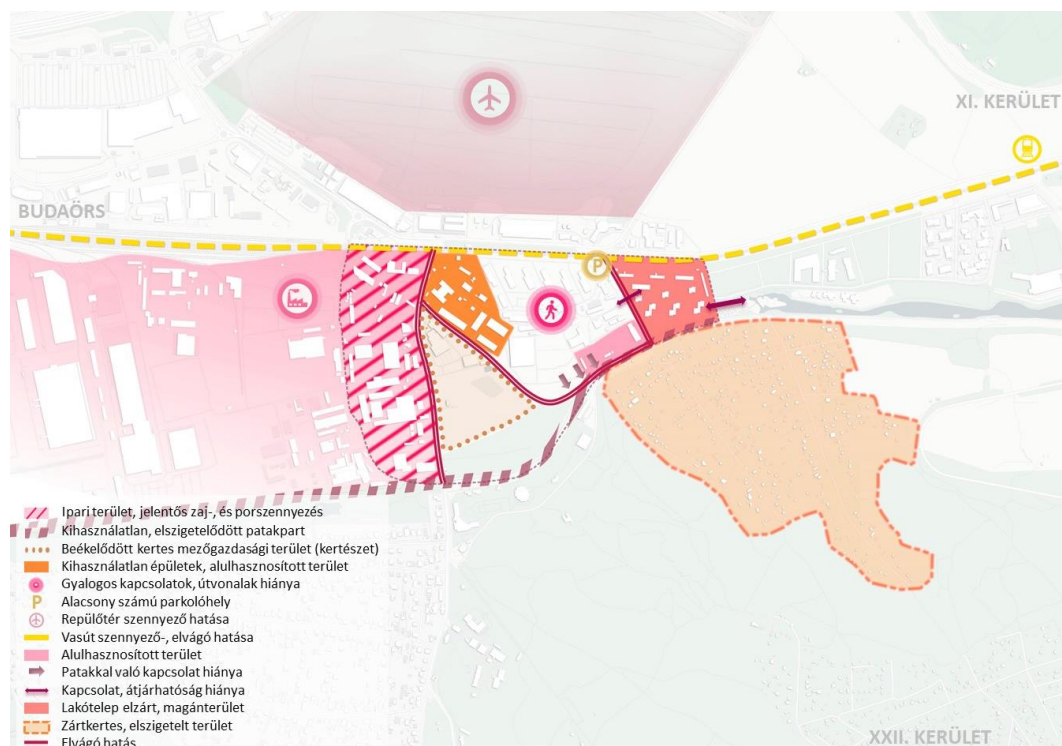 XI. KERÜLET
BUDAÖRS
P
Ipari terület, jelentős zaj-, és porszennyezés
Kihasználatlan, elszigetelődött patakpart
Beékelődött kertes mezőgazdasági terület (kertészet)
Kihasználatlan épületek, alulhasznosított terület
Gyalogos kapcsolatok, útvonalak hiánya
P Alacsony számú parkolóhely
Repülőtér szennyező hatása
Vasút szennyező-, elvágó hatása
Alulhasznosított terület
Patakkal való kapcsolat hiánya
Kapcsolat, átjárhatóság hiánya
Lakótelep elzárt, magánterület
Zártkertes, elszigetelt terület
Elvágó hatás
XXII. KERÜLET